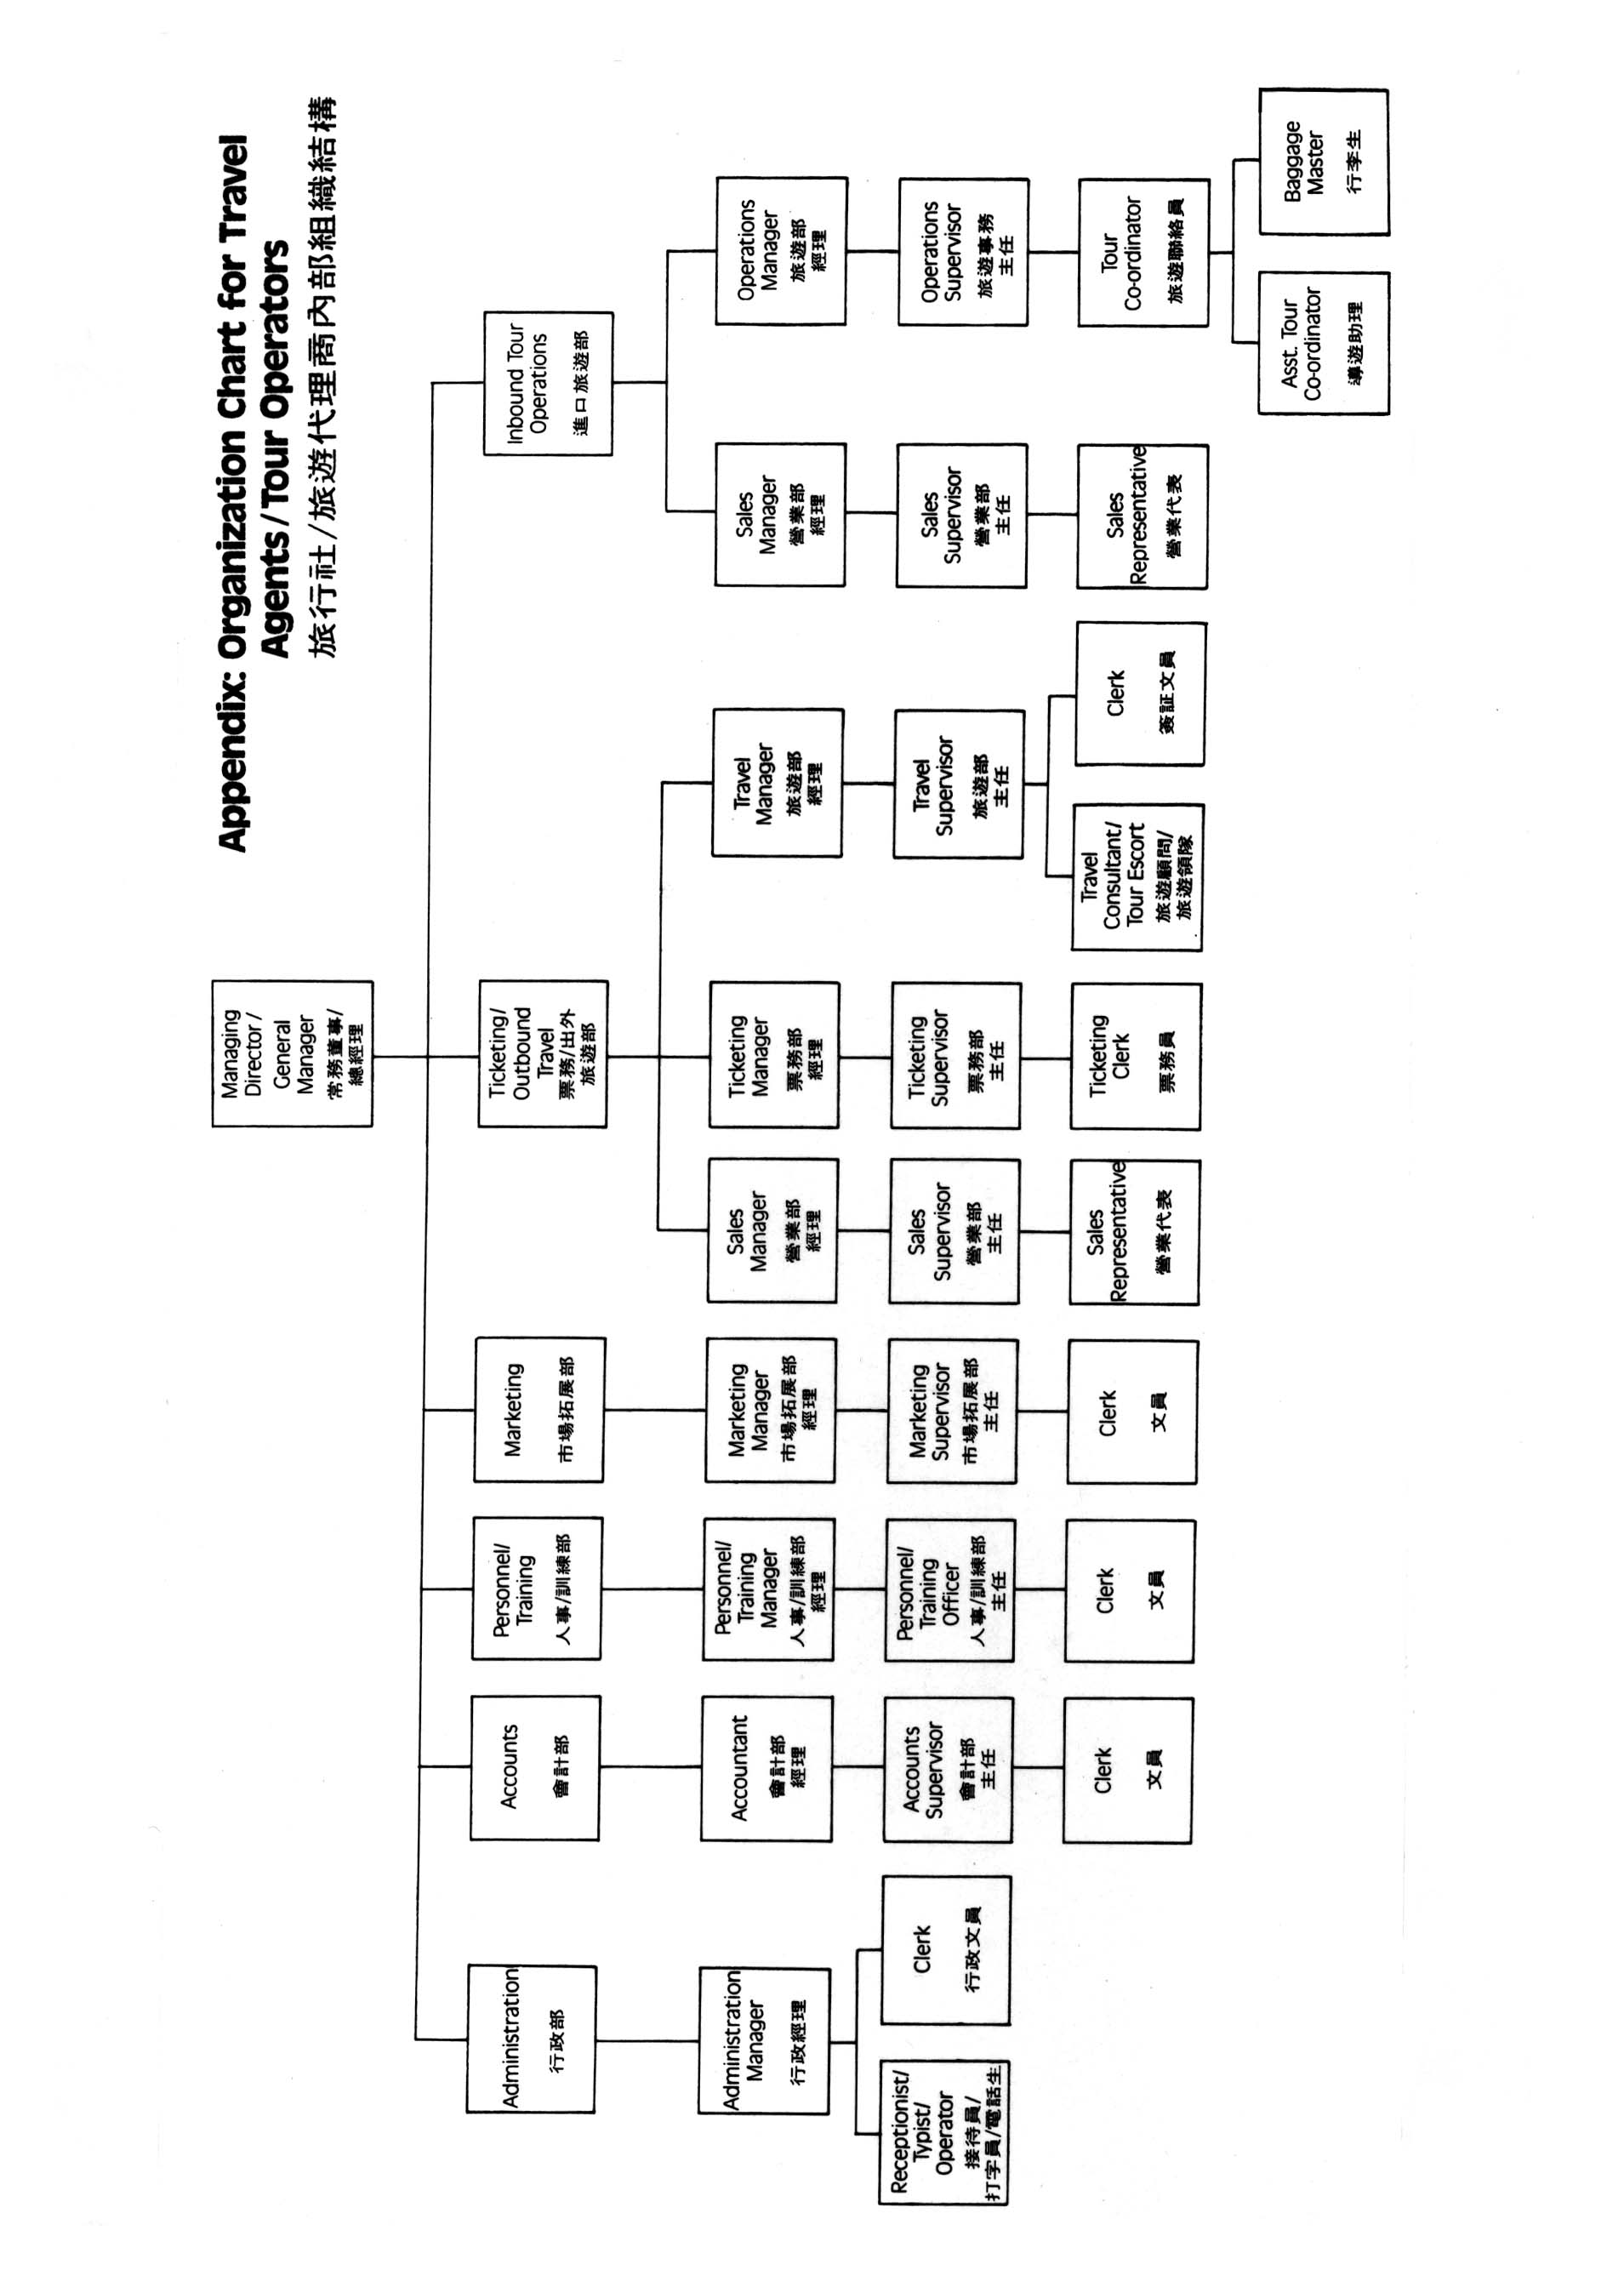 Appendix: Organization Chart for Travel
Agents/Tour Operators
旅行社/旅遊代理商內部組織結構
Managing
Director/
General
Manager
常務董事/
總經理
Administration
行政部
Accounts
會計部
Personnel/
Training
人事/訓練部
Marketing
市場拓展部
Ticketing/
Outbound
Travel
票務/出外
旅遊部
Inbound Tour
Operations
進口旅遊部
Administration
Manager
行政經理
Accountant
會計部
經理
Personnel/
Training
Manager
人事/訓練部
經理
Marketing
Manager
市場拓展部
經理
Sales
Manager
營業部
經理
Ticketing
Manager
票務部
經理
Travel
Manager
旅遊部
經理
Sales
Manager
營業部
經理
Operations
Manager
旅遊部
經理
Receptionist/
Typist/
Operator
接待員/
打字員/電話生
Clerk
行政文員
Accounts
Supervisor
會計部
主任
Personnel/
Training
Officer
人事/訓練部
主任
Marketing
Supervisor
市場拓展部
主任
Sales
Supervisor
營業部
主任
Ticketing
Supervisor
票務部
主任
Travel
Supervisor
旅遊部
主任
Sales
Supervisor
營業部
主任
Operations
Supervisor
旅遊事務
主任
Clerk
文員
Clerk
文員
Clerk
文員
Sales
Representative
營業代表
Ticketing
Clerk
票務員
Travel
Consultant/
Tour Escort
旅遊顧問/
旅遊領隊
Clerk
簽証文員
Sales
Representative
營業代表
Tour
Co-ordinator
旅遊聯絡員
Asst. Tour
Co-ordinator
導遊助理
Baggage
Master
行李生